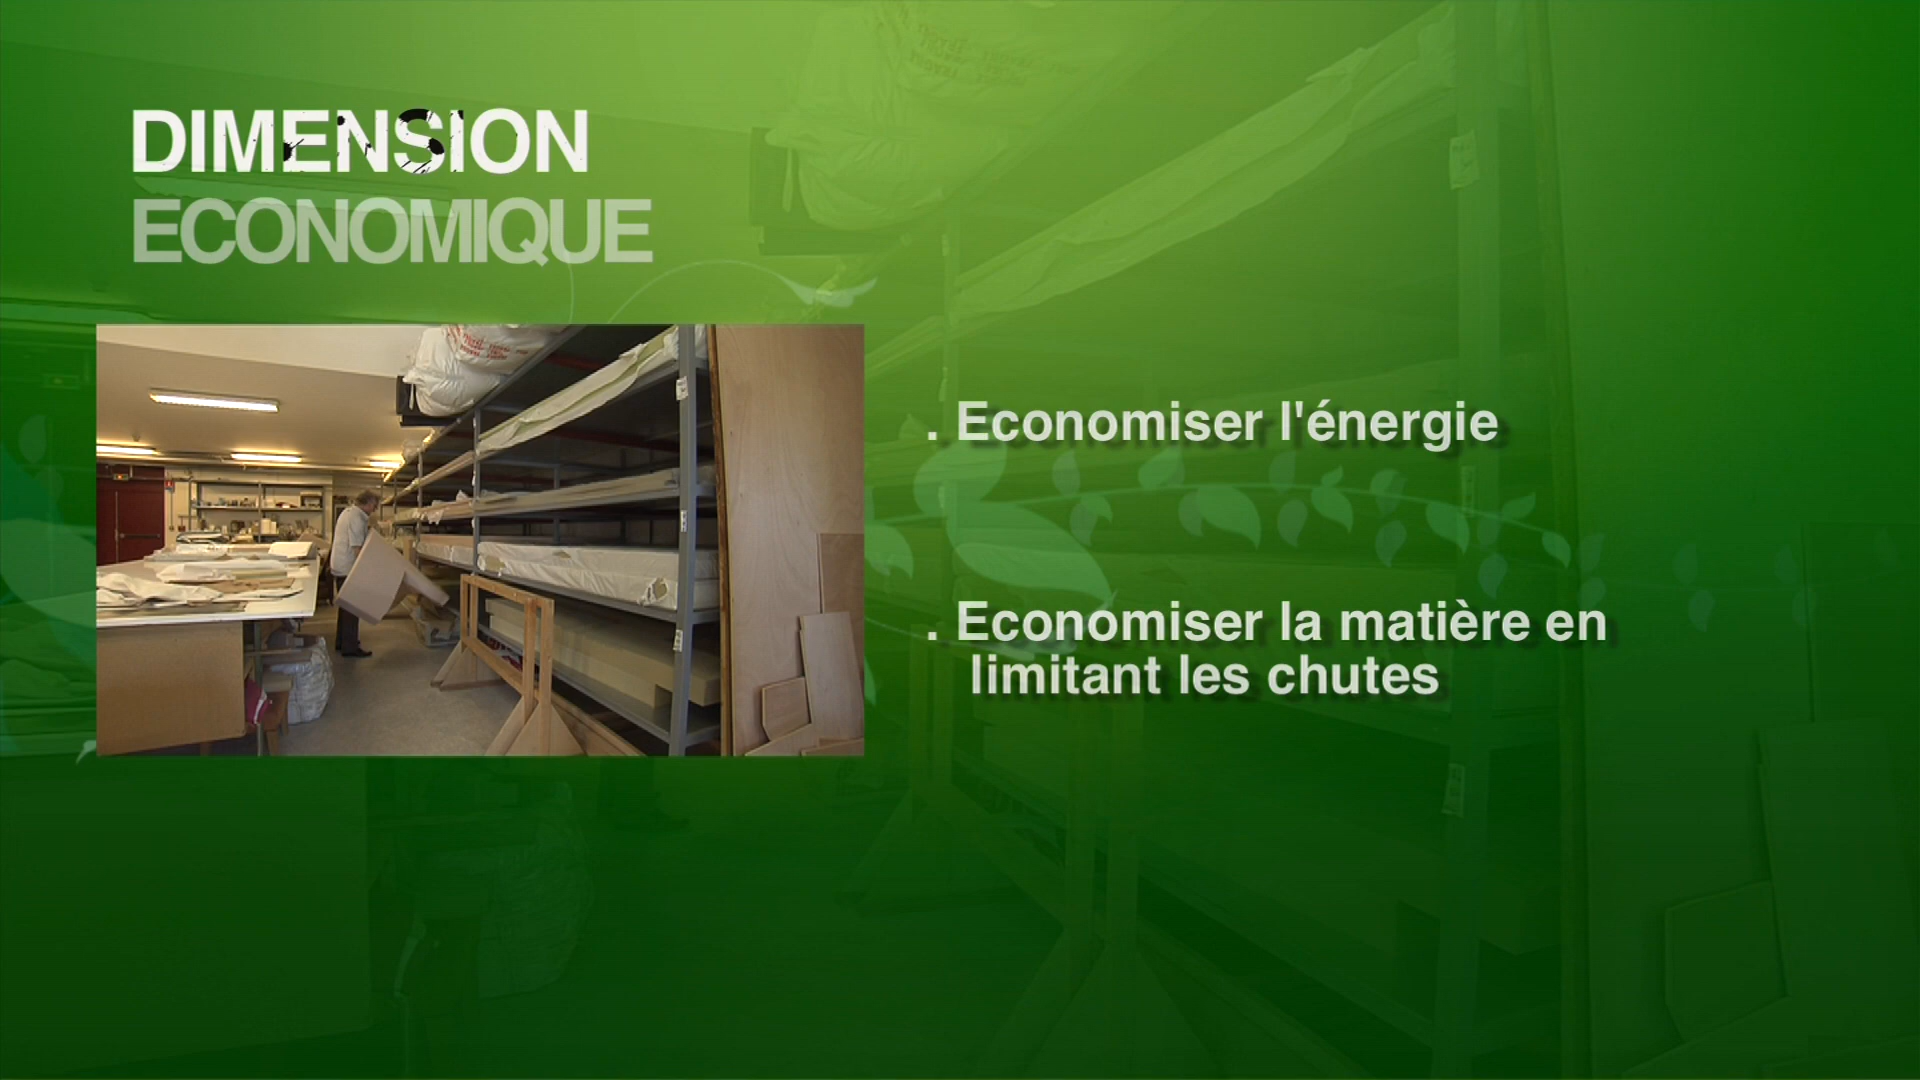 DIMENSION
ECONOMIQUE
. Economiser l'énergie
. Economiser la matière en
limitant les chutes